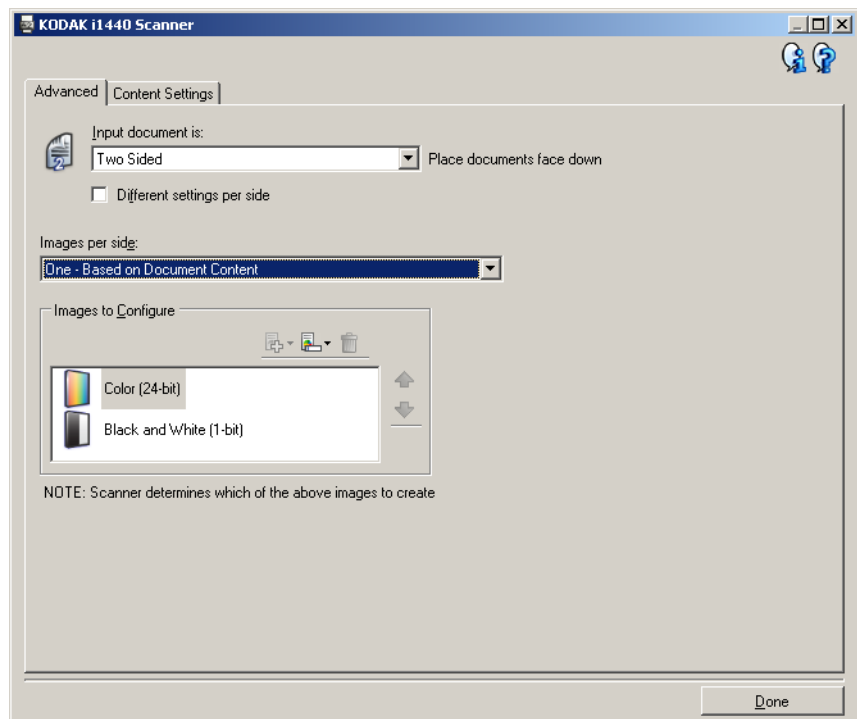 KODAK i1440 Scanner
Advanced
Content Settings
Input document is:
Two Sided
Place documents face down
Different settings per side
Images per side:
One - Based on Document Content
Images to Configure
Color (24-bit)
Black and White (1-bit)
NOTE: Scanner determines which of the above images to create
Done